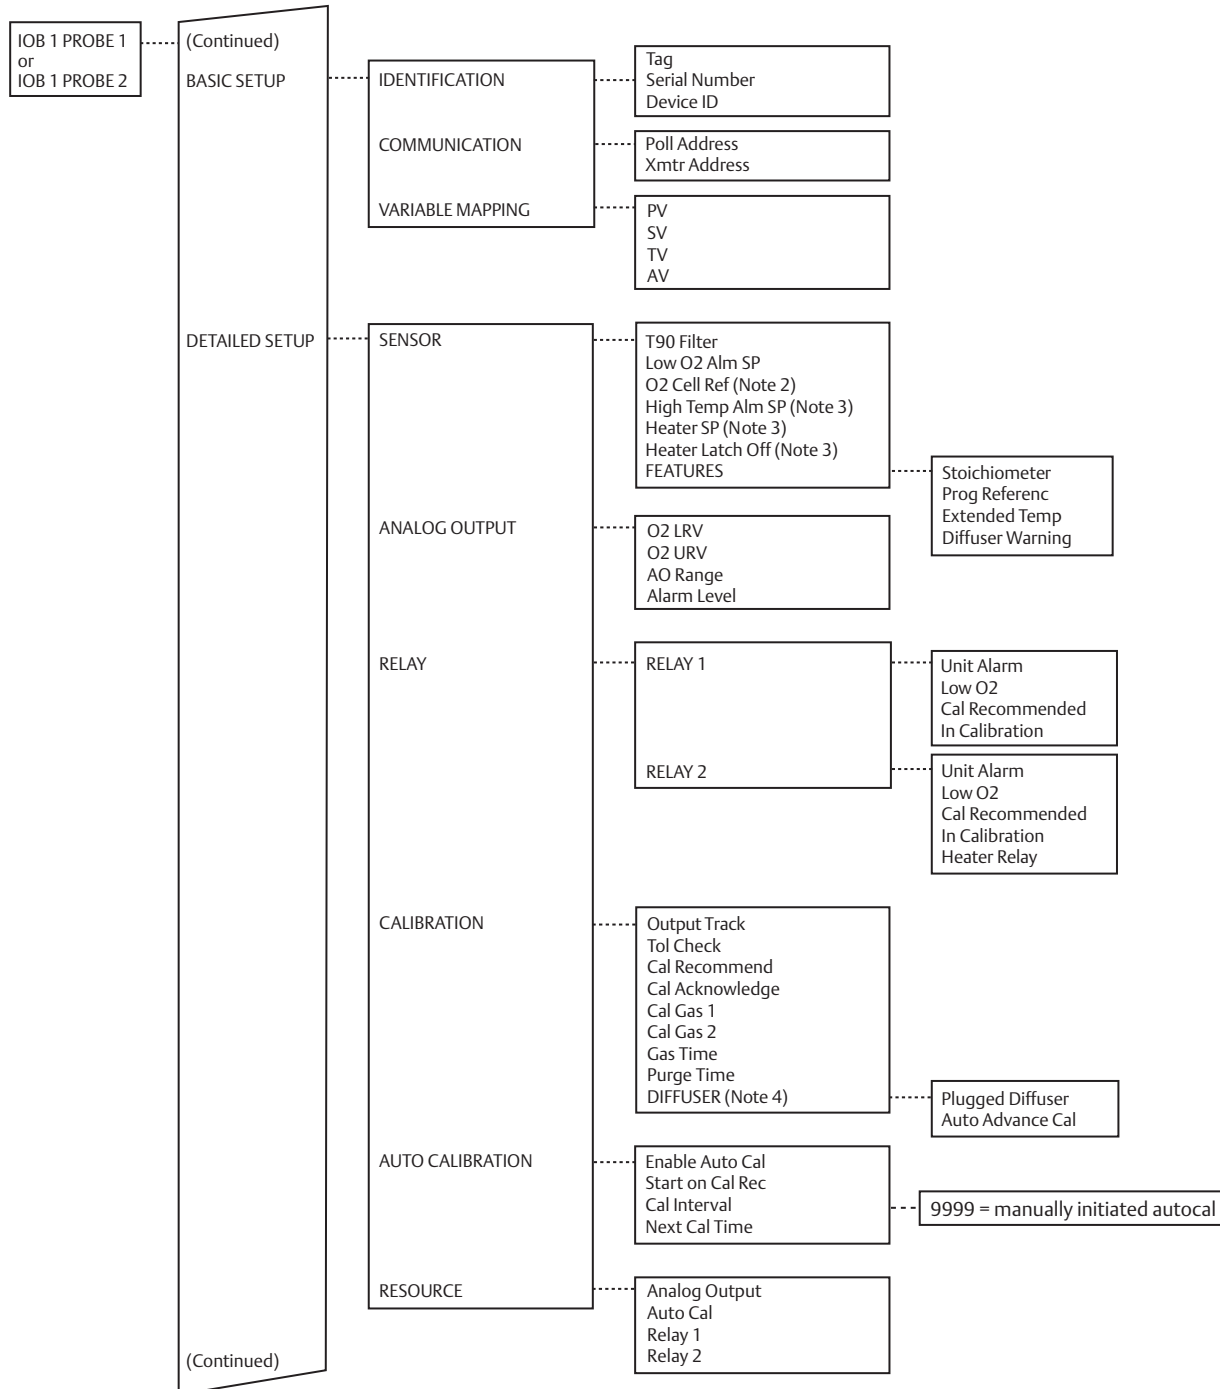 IOB 1 PROBE 1
or
IOB 1 PROBE 2
(Continued)
BASIC SETUP
IDENTIFICATION
Tag
Serial Number
Device ID
COMMUNICATION
Poll Address
Xmtr Address
VARIABLE MAPPING
PV
SV
TV
AV
DETAILED SETUP
SENSOR
T90 Filter
Low O2 Alm SP
O2 Cell Ref (Note 2)
High Temp Alm SP (Note 3)
Heater SP (Note 3)
Heater Latch Off (Note 3)
FEATURES
Stoichiometer
Prog Referenc
Extended Temp
Diffuser Warning
ANALOG OUTPUT
O2 LRV
O2 URV
AO Range
Alarm Level
RELAY
RELAY 1
Unit Alarm
Low O2
Cal Recommended
In Calibration
RELAY 2
Unit Alarm
Low O2
Cal Recommended
In Calibration
Heater Relay
CALIBRATION
Output Track
Tol Check
Cal Recommend
Cal Acknowledge
Cal Gas 1
Cal Gas 2
Gas Time
Purge Time
DIFFUSER (Note 4)
Plugged Diffuser
Auto Advance Cal
AUTO CALIBRATION
Enable Auto Cal
Start on Cal Rec
Cal Interval
Next Cal Time
9999 = manually initiated autocal
RESOURCE
Analog Output
Auto Cal
Relay 1
Relay 2
(Continued)